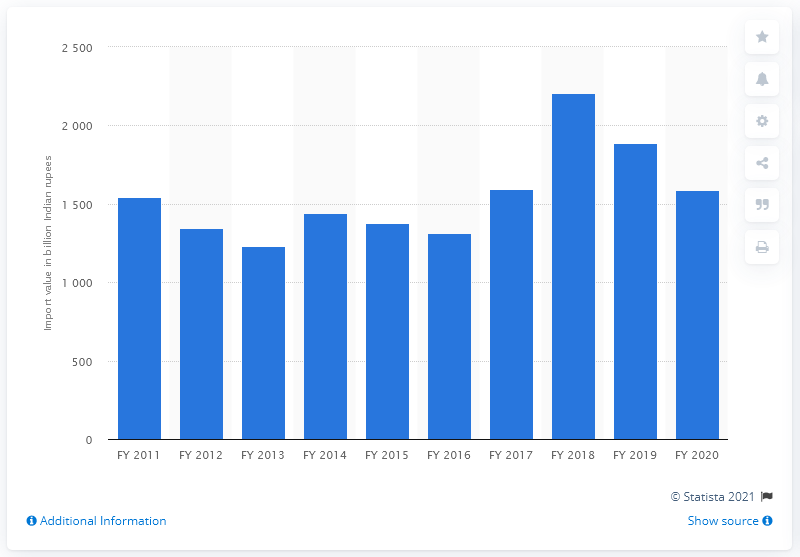 Import value in billion Indian rupees
2 500
2 000
1 500
1 000
500
0
FY 2011 FY 2012 FY 2013 FY 2014 FY 2015 FY 2016 FY 2017 FY 2018 FY 2019 FY 2020
© Statista 2021
Additional Information Show source